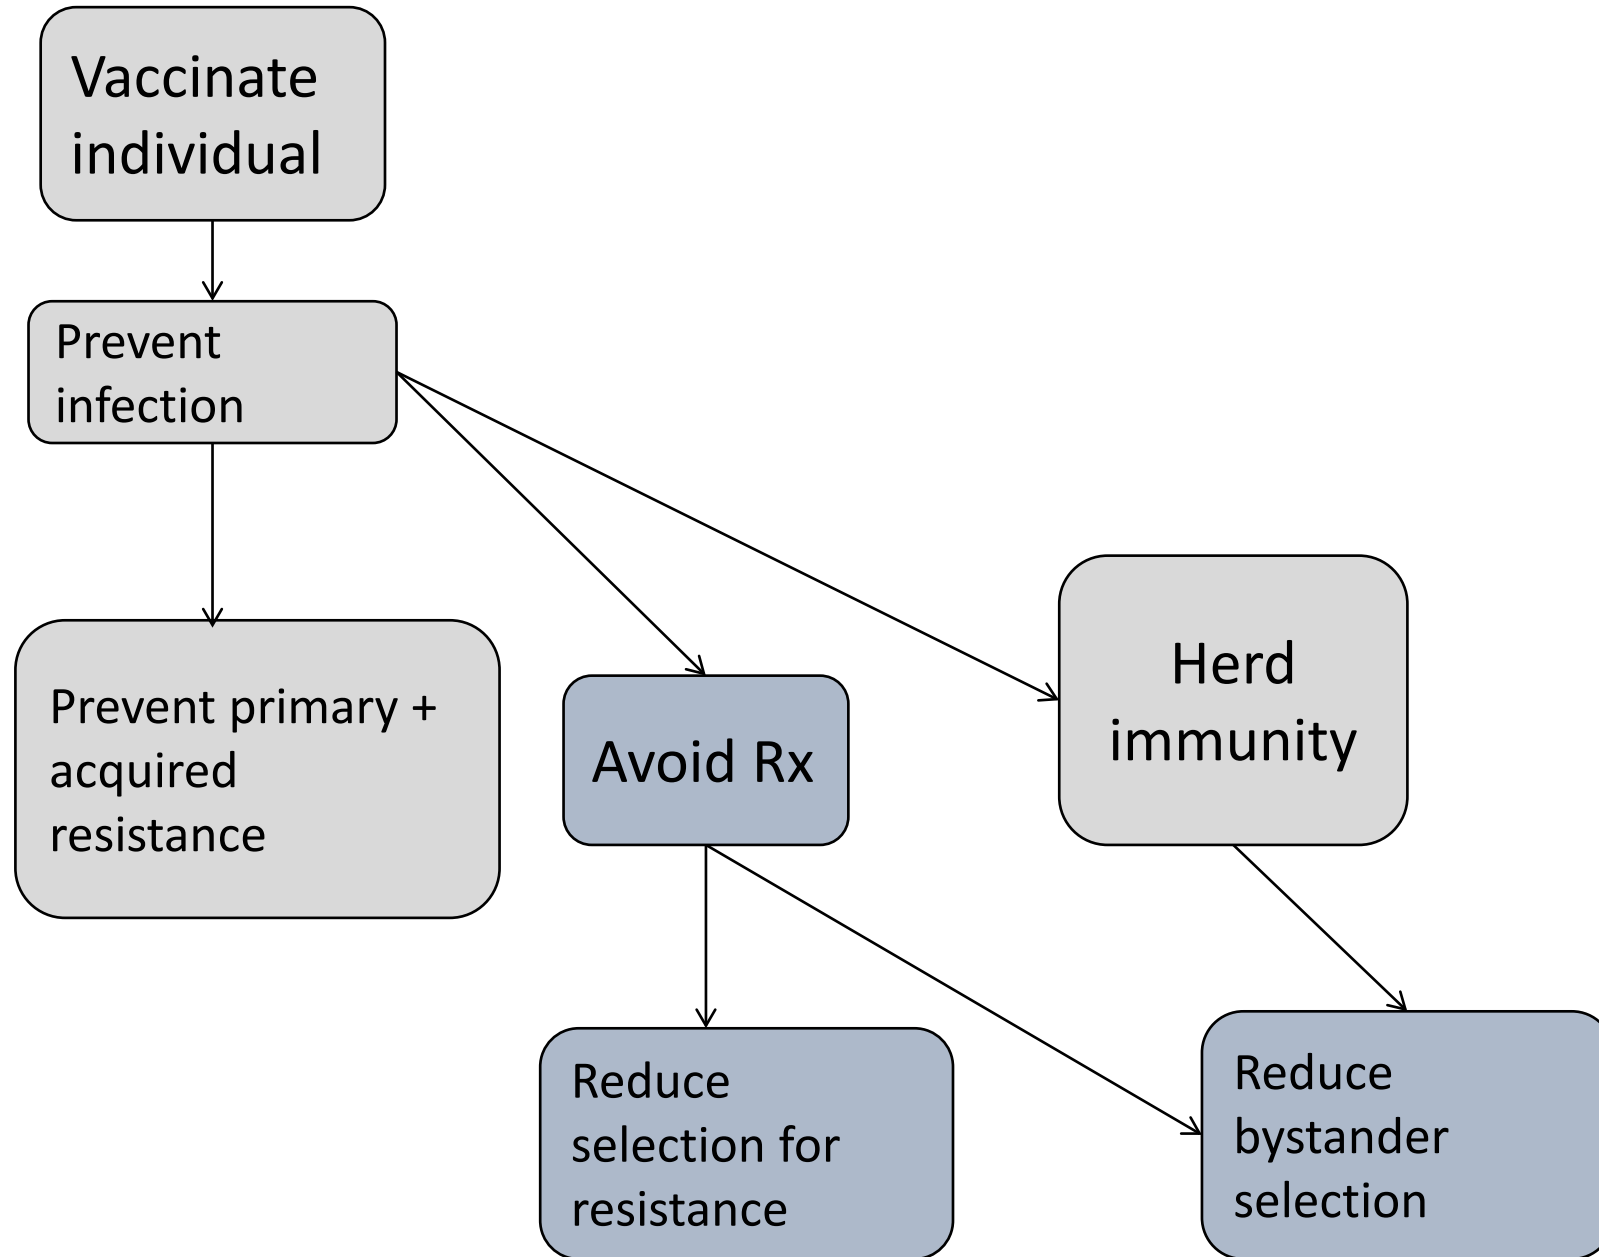 Vaccinate
individual
Prevent
infection
Prevent primary +
acquired
resistance
Avoid Rx
Herd
immunity
Reduce
selection for
resistance
Reduce
bystander
selection